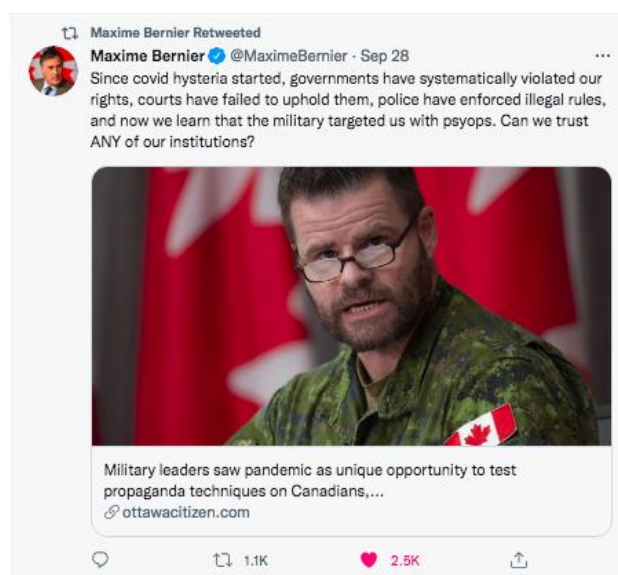 Maxime Bernier Retweeted
Maxime Bernier @MaximeBernier · Sep 28
Since covid hysteria started, governments have systematically violated our
rights, courts have failed to uphold them, police have enforced illegal rules,
and now we learn that the military targeted us with psyops. Can we trust
ANY of our institutions?
Military leaders saw pandemic as unique opportunity to test
propaganda techniques on Canadians,...
ottawacitizen.com
1.1K 2.5K